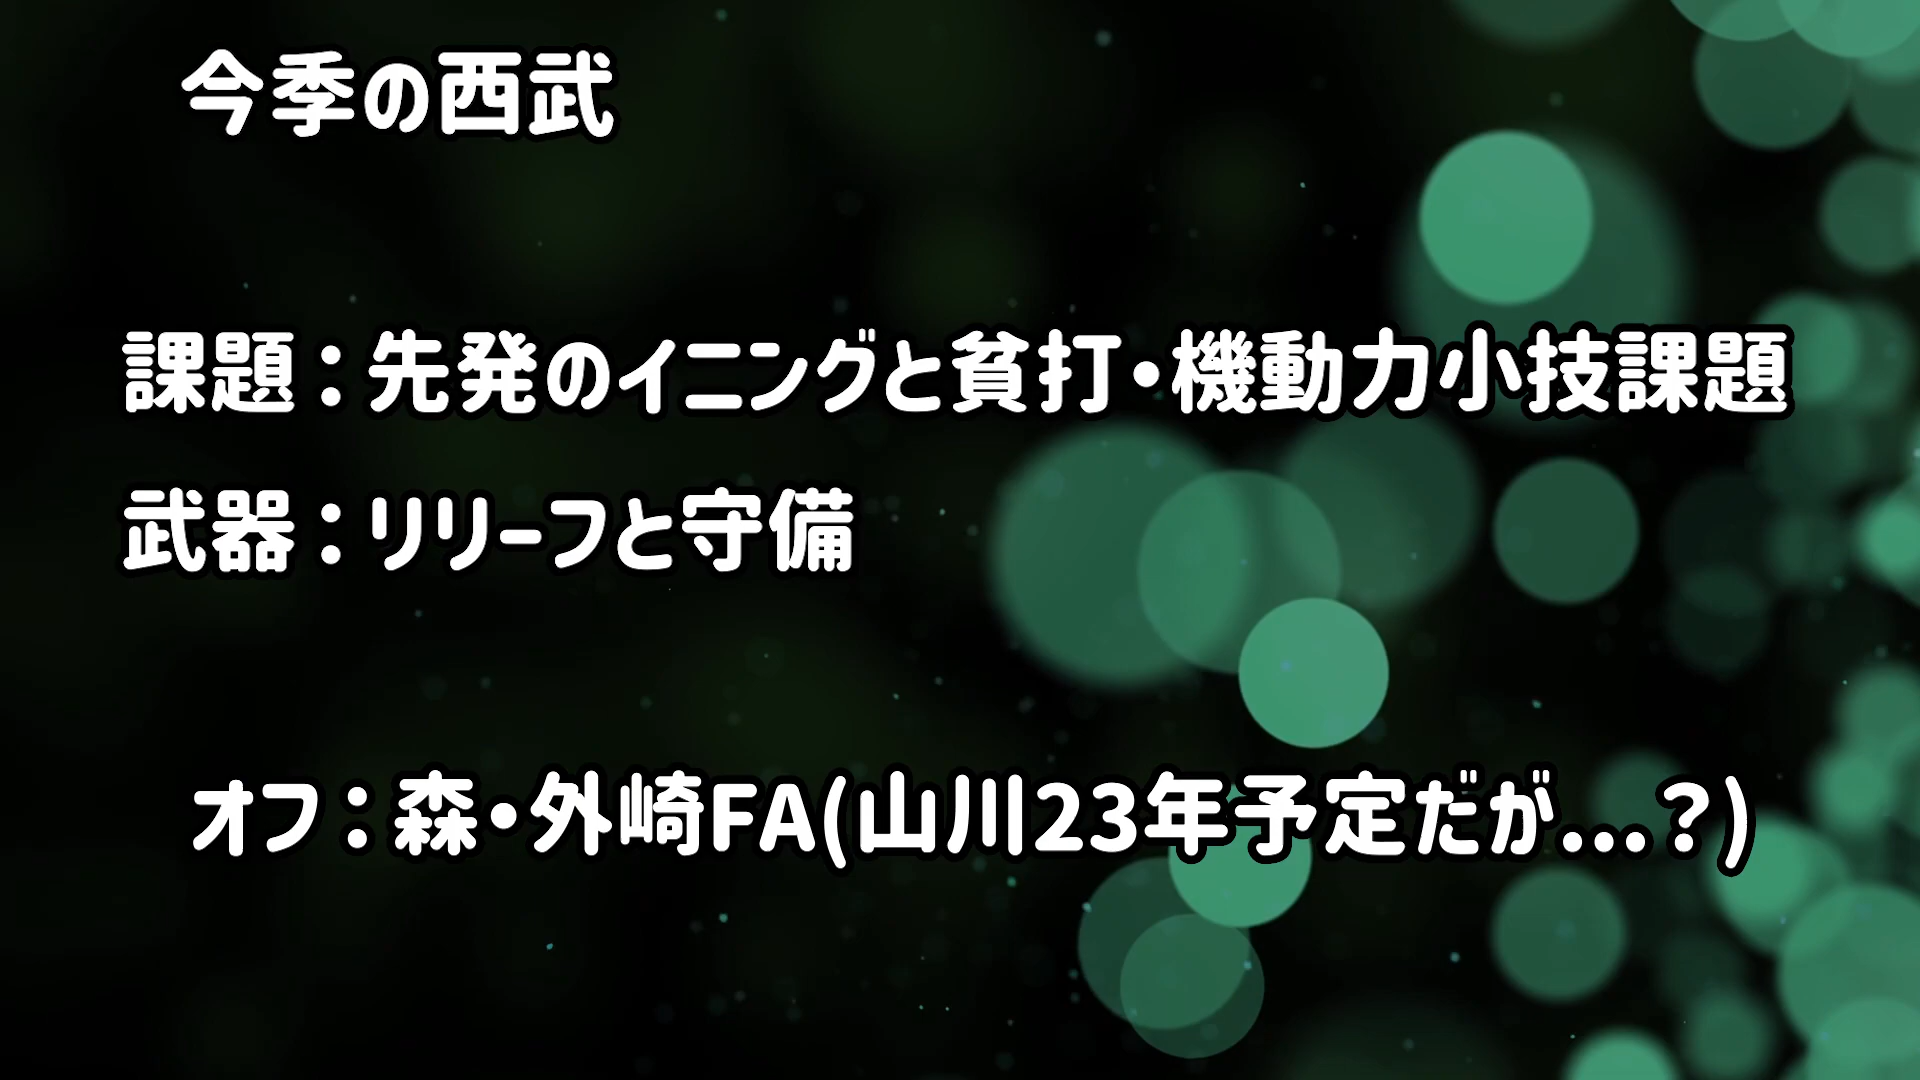 今季の西武
課題：先発のイニングと貧打・機動力小技課題
武器：リリーフと守備
オフ：森・外崎FA(山川23年予定だが...？)